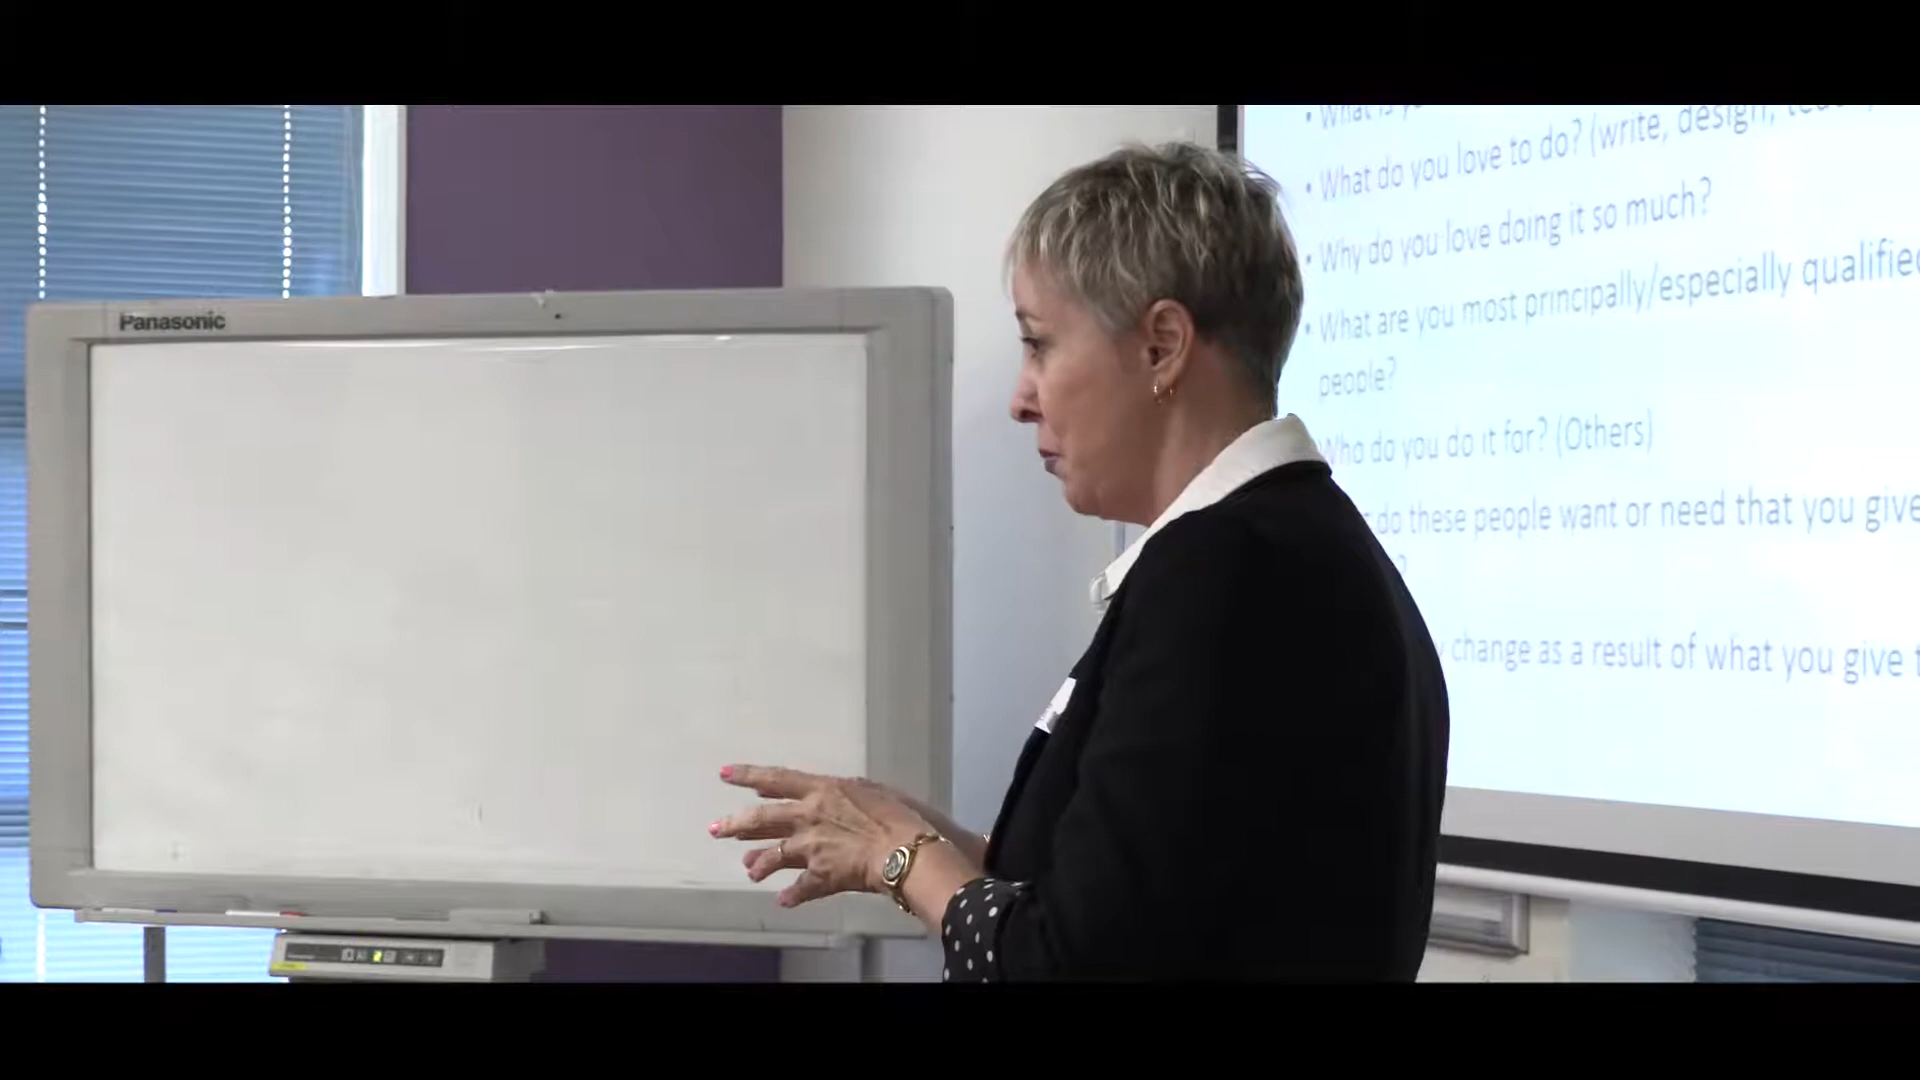 Panasonic
• What is
• What do you love to do? (write, design,
• Why do you love doing it so much?
• What are you most principally/especially qualified
people?
Who do you do it for? (Others)
do these people want or need that you give
?
change as a result of what you give